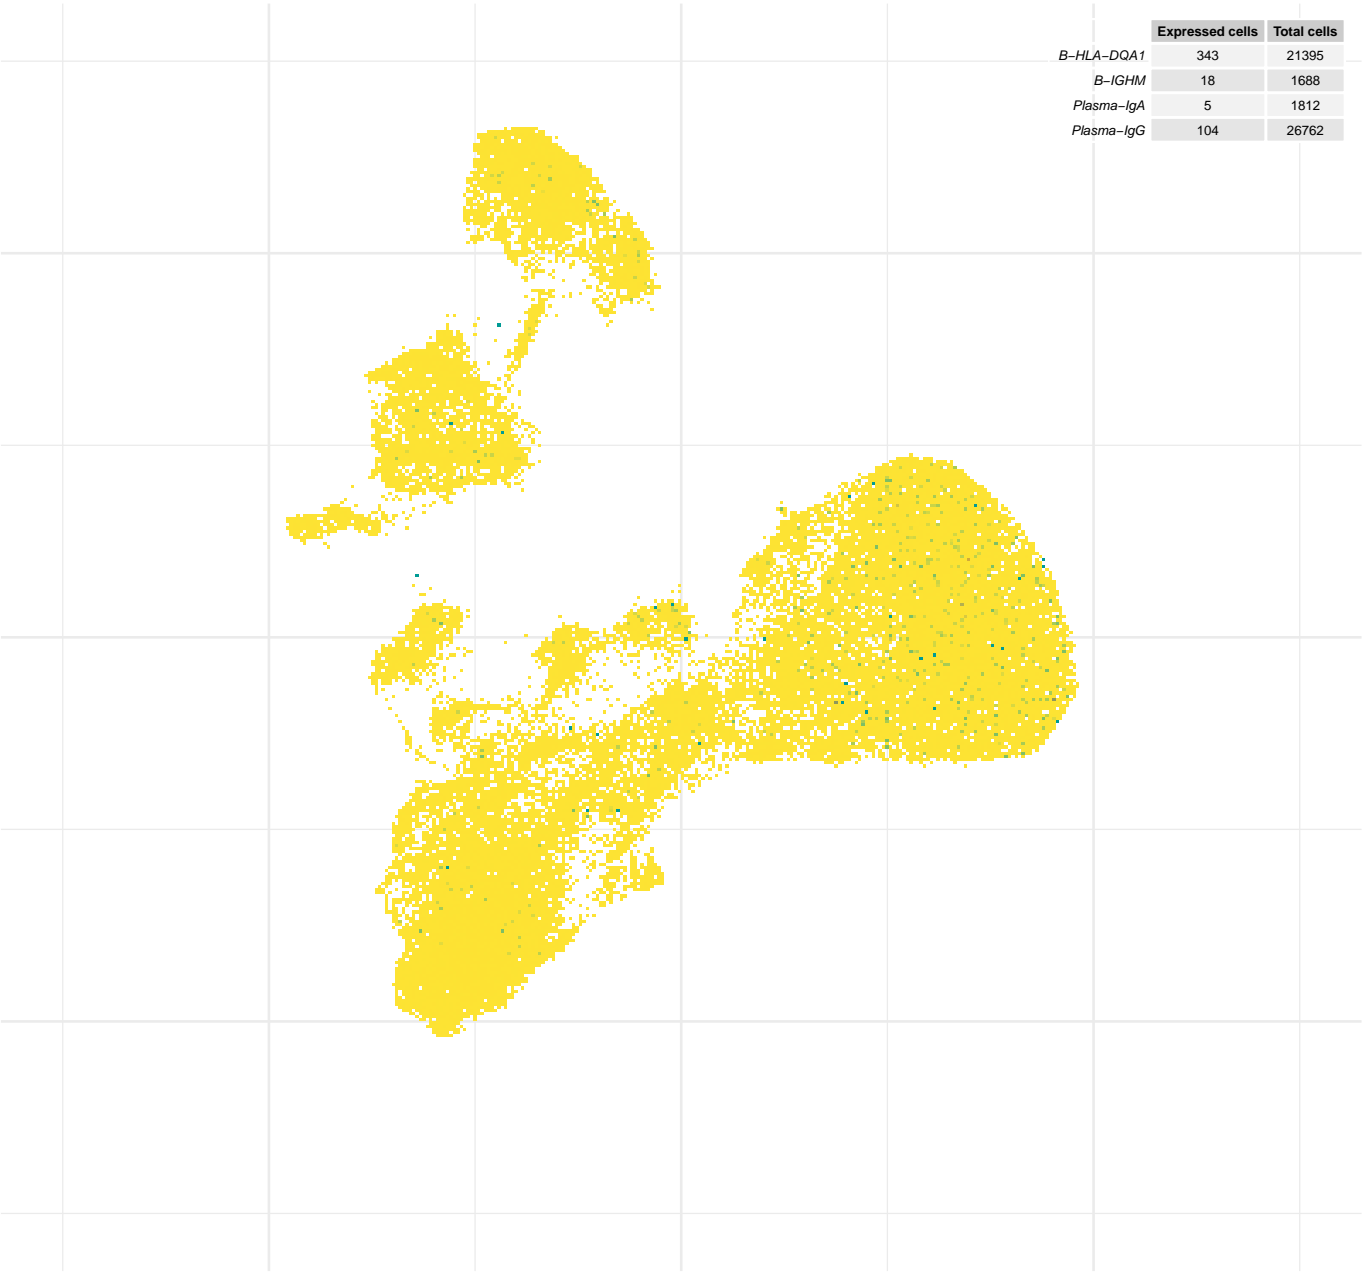 Expressed cells Total cells
B−HLA−DQA1 343 21395
B−IGHM 18 1688
Plasma−IgA 5 1812
Plasma−IgG 104 26762